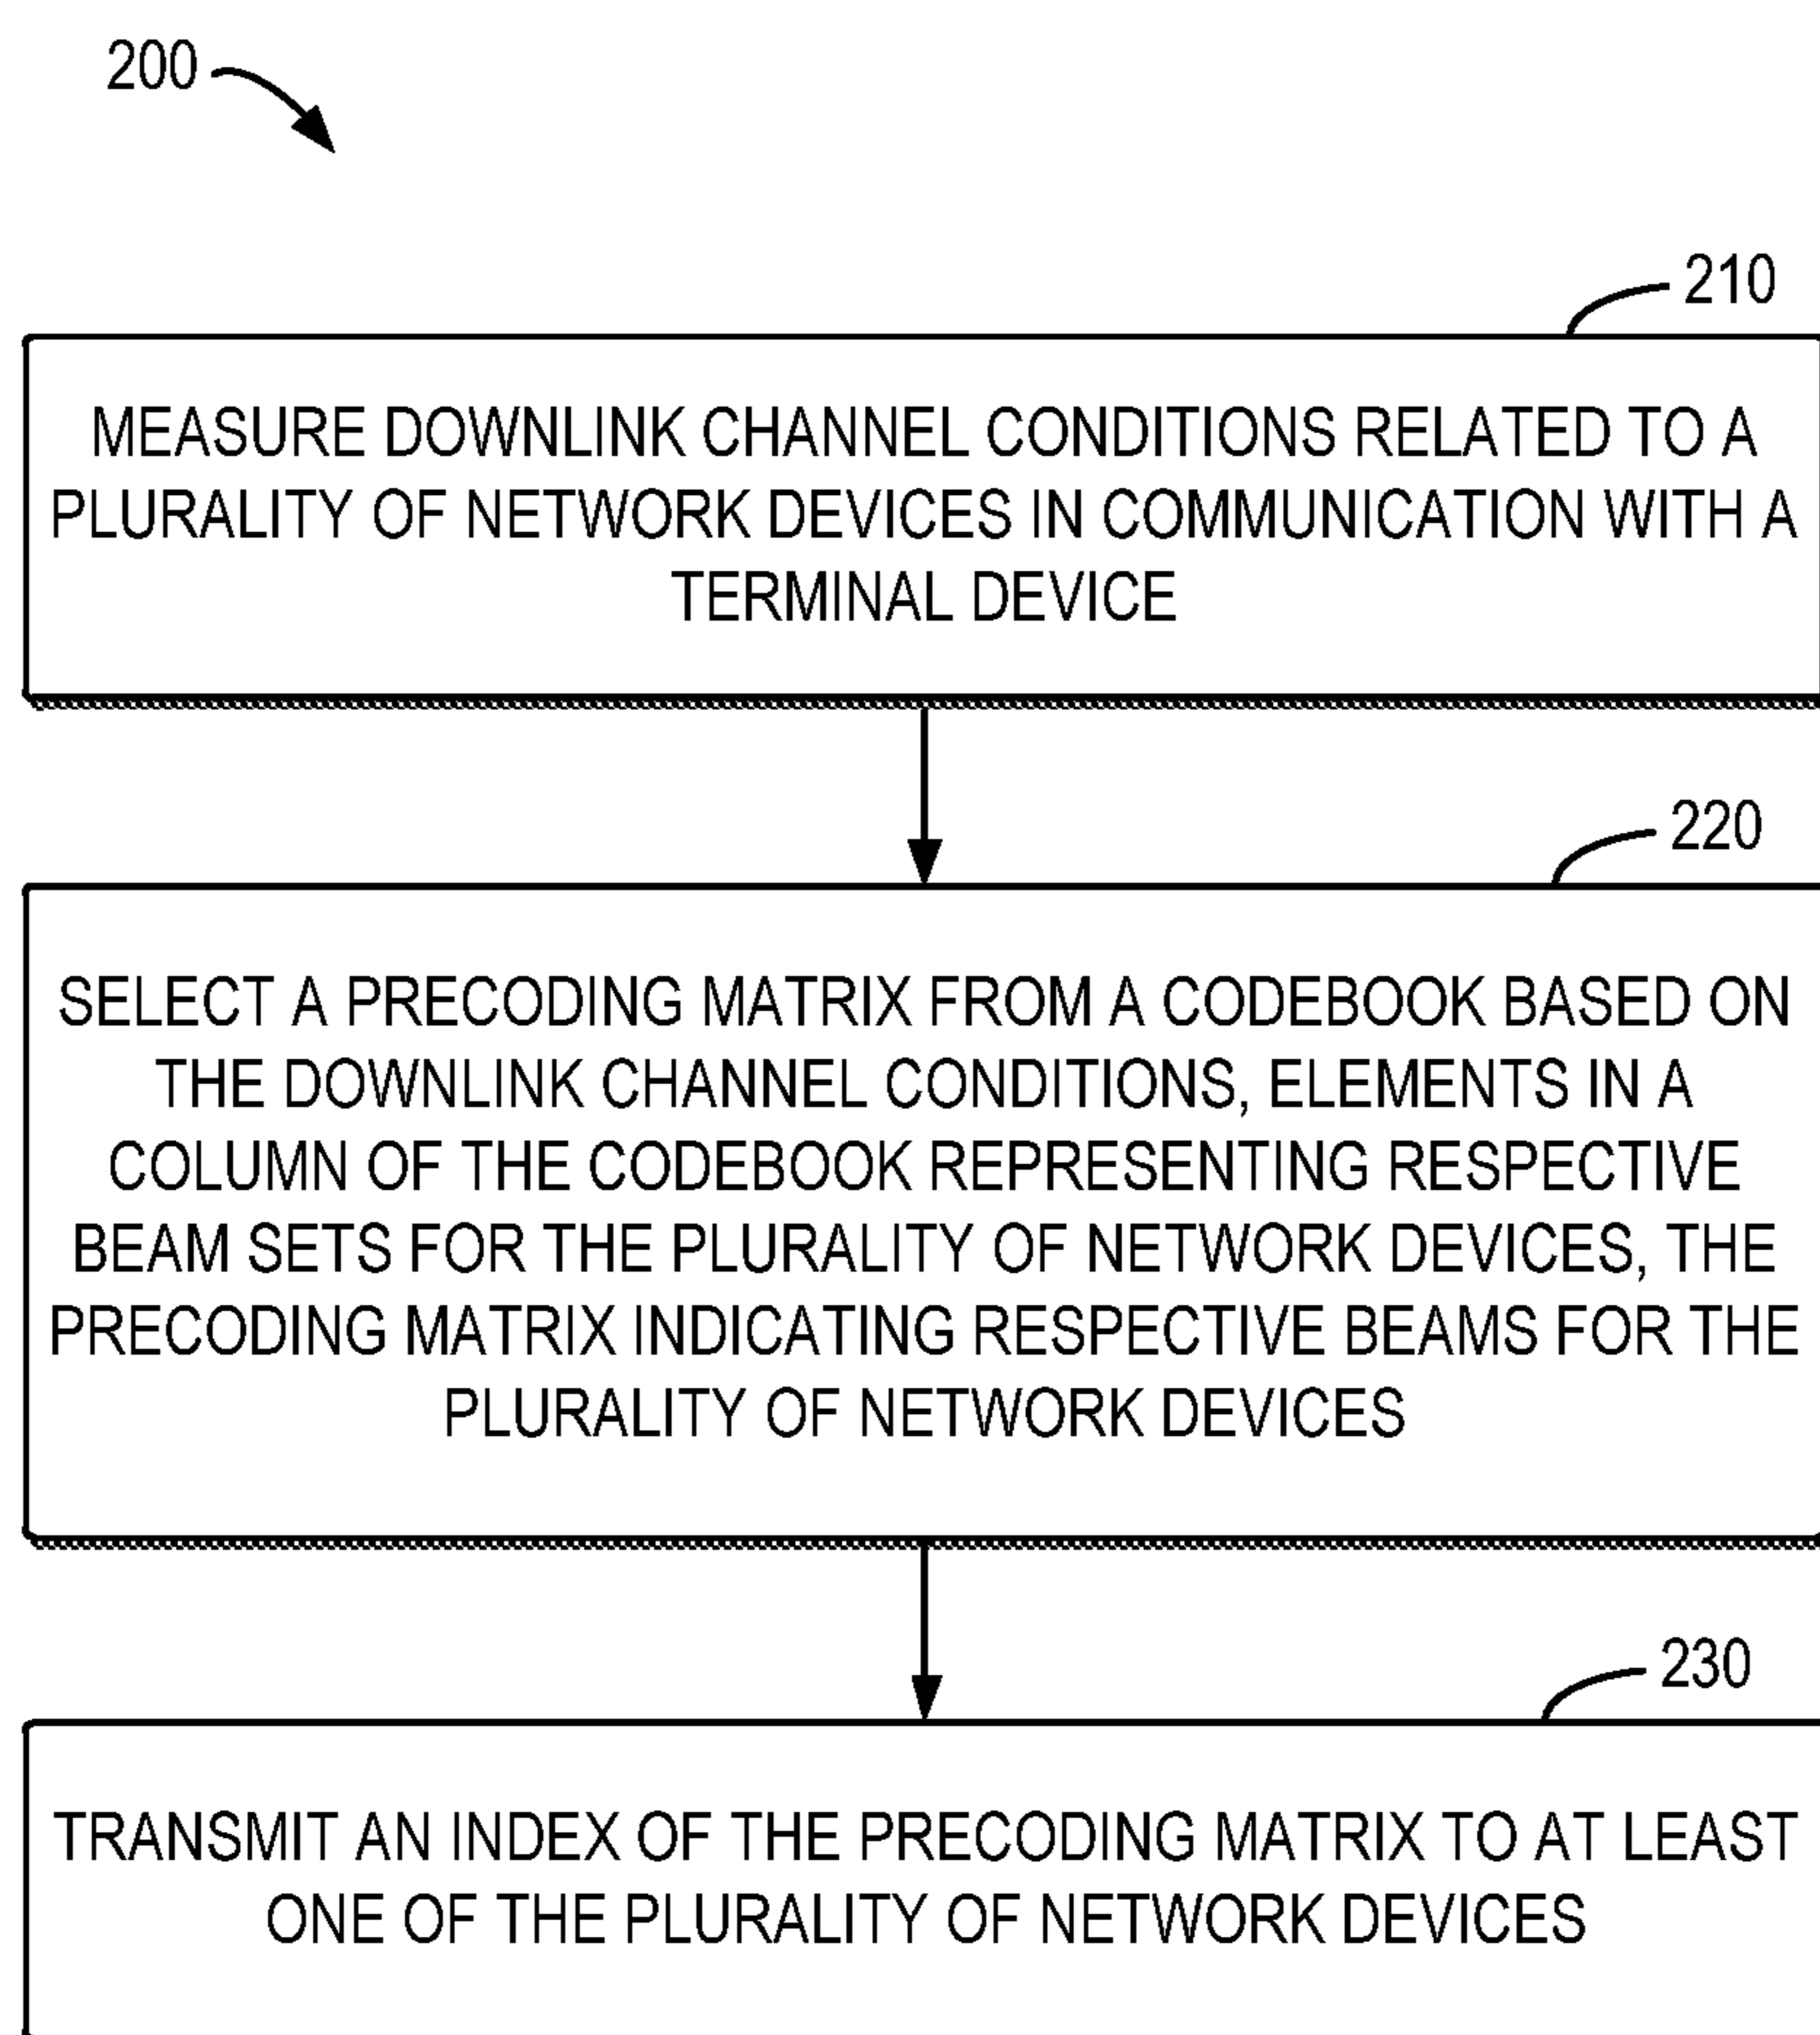 200
210
MEASURE DOWNLINK CHANNEL CONDITIONS RELATED TO A
PLURALITY OF NETWORK DEVICES IN COMMUNICATION WITH A
TERMINAL DEVICE
220
SELECT A PRECODING MATRIX FROM A CODEBOOK BASED ON
THE DOWNLINK CHANNEL CONDITIONS, ELEMENTS IN A
COLUMN OF THE CODEBOOK REPRESENTING RESPECTIVE
BEAM SETS FOR THE PLURALITY OF NETWORK DEVICES, THE
PRECODING MATRIX INDICATING RESPECTIVE BEAMS FOR THE
PLURALITY OF NETWORK DEVICES
230
TRANSMIT AN INDEX OF THE PRECODING MATRIX TO AT LEAST
ONE OF THE PLURALITY OF NETWORK DEVICES